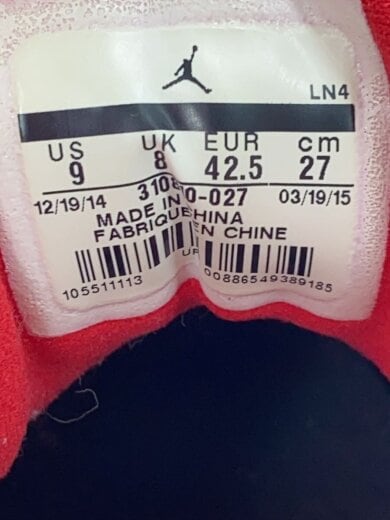 LN4
US UK EUR cm
9 8 42.5 27
12/19/14 03/19/15
MADE IN CHINA
FABRIQUE EN CHINE
105511113 00886549389185